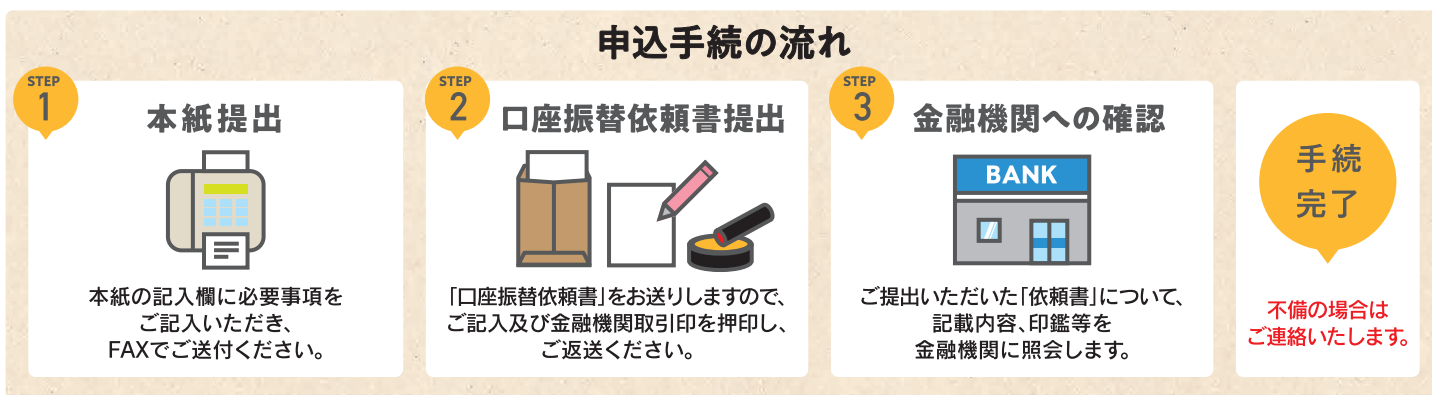 申込手続の流れ
STEP
1
本紙提出
本紙の記入欄に必要事項を
ご記入いただき、
FAXでご送付ください。
STEP
2
口座振替依頼書提出
「口座振替依頼書」をお送りしますので、
ご記入及び金融機関取引印を押印し、
ご返送ください。
STEP
3
金融機関への確認
BANK
ご提出いただいた「依頼書」について、
記載内容、印鑑等を
金融機関に照会します。
手続
完了
不備の場合は
ご連絡いたします。